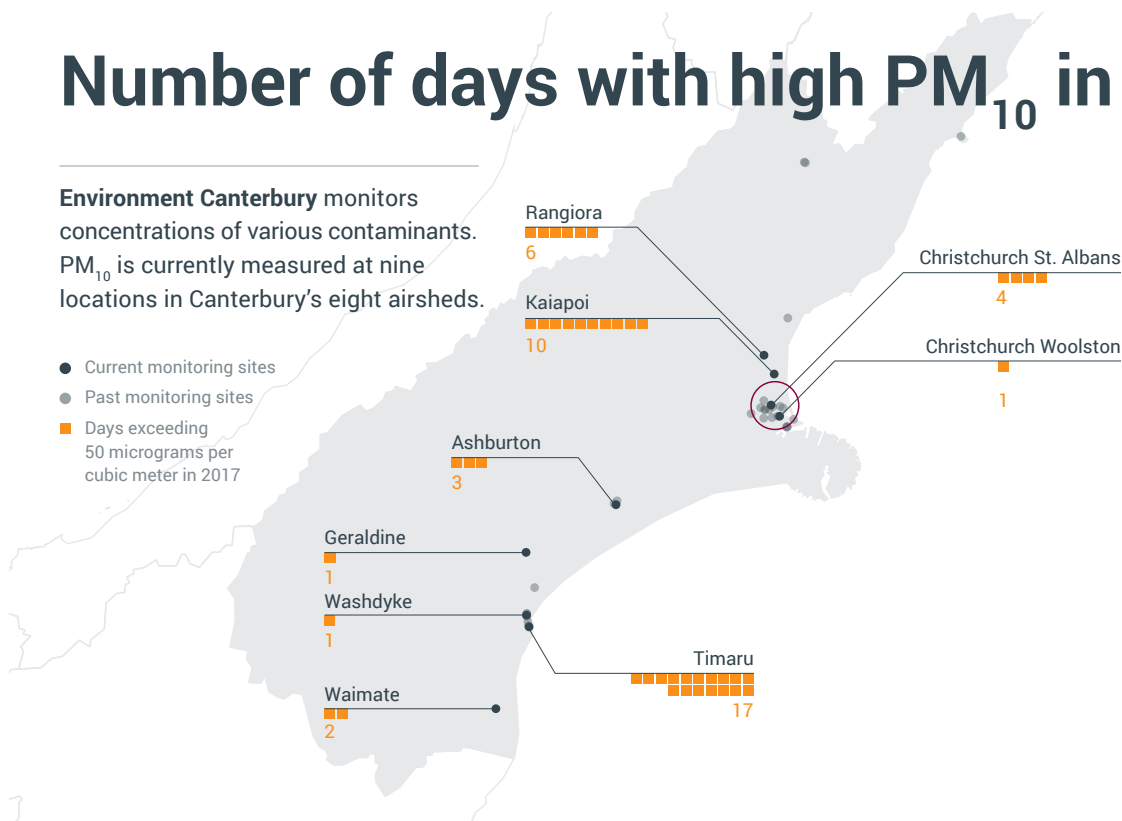 Number of days with high PM10 in
Environment Canterbury monitors
concentrations of various contaminants.
PM10 is currently measured at nine
locations in Canterbury's eight airsheds.
Current monitoring sites
Past monitoring sites
Days exceeding
50 micrograms per
cubic meter in 2017
Rangiora
6
Kaiapoi
10
Christchurch St. Albans
4
Christchurch Woolston
1
Ashburton
3
Geraldine
1
Washdyke
1
Timaru
17
Waimate
2